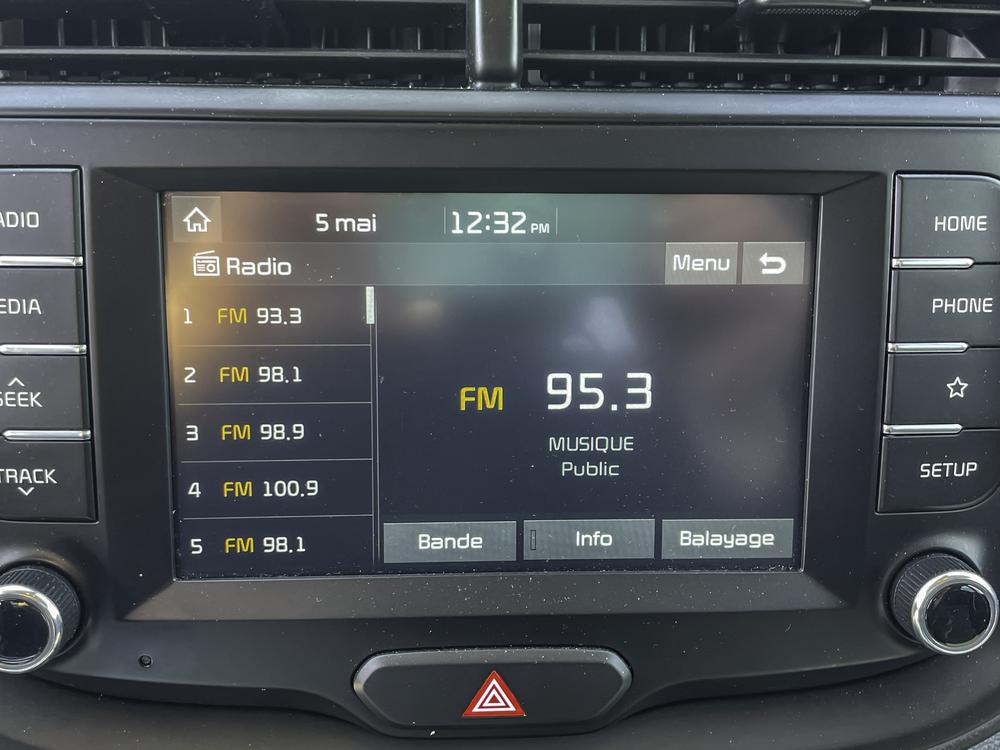 5 mai 12:32 PM
Radio Menu
1 FM 93.3
2 FM 98.1
3 FM 98.9
4 FM 100.9
5 FM 98.1
FM 95.3
MUSIQUE
Public
Bande Info Balayage
ADIO
EDIA
SEEK
TRACK
HOME
PHONE
SETUP